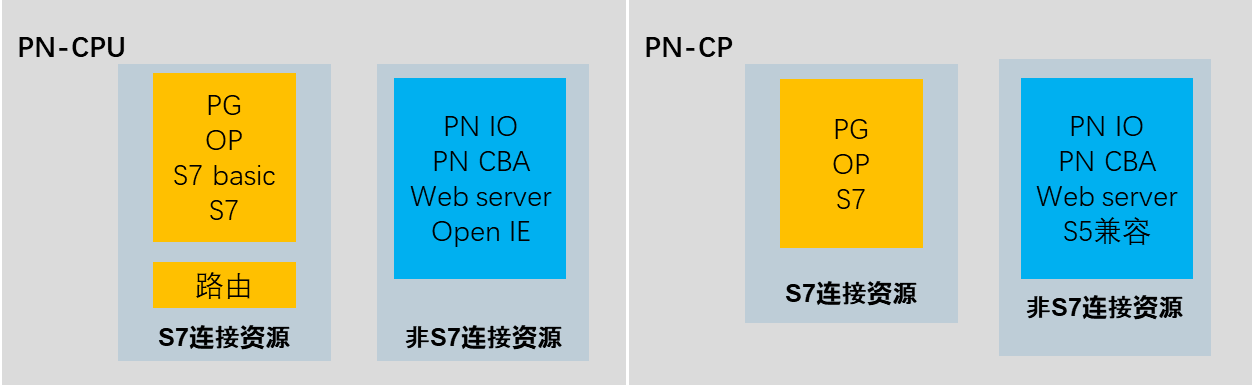 PN-CPU
PG
OP
S7 basic
S7
路由
S7连接资源
PN IO
PN CBA
Web server
Open IE
非S7连接资源
PN-CP
PG
OP
S7
S7连接资源
PN IO
PN CBA
Web server
S5兼容
非S7连接资源